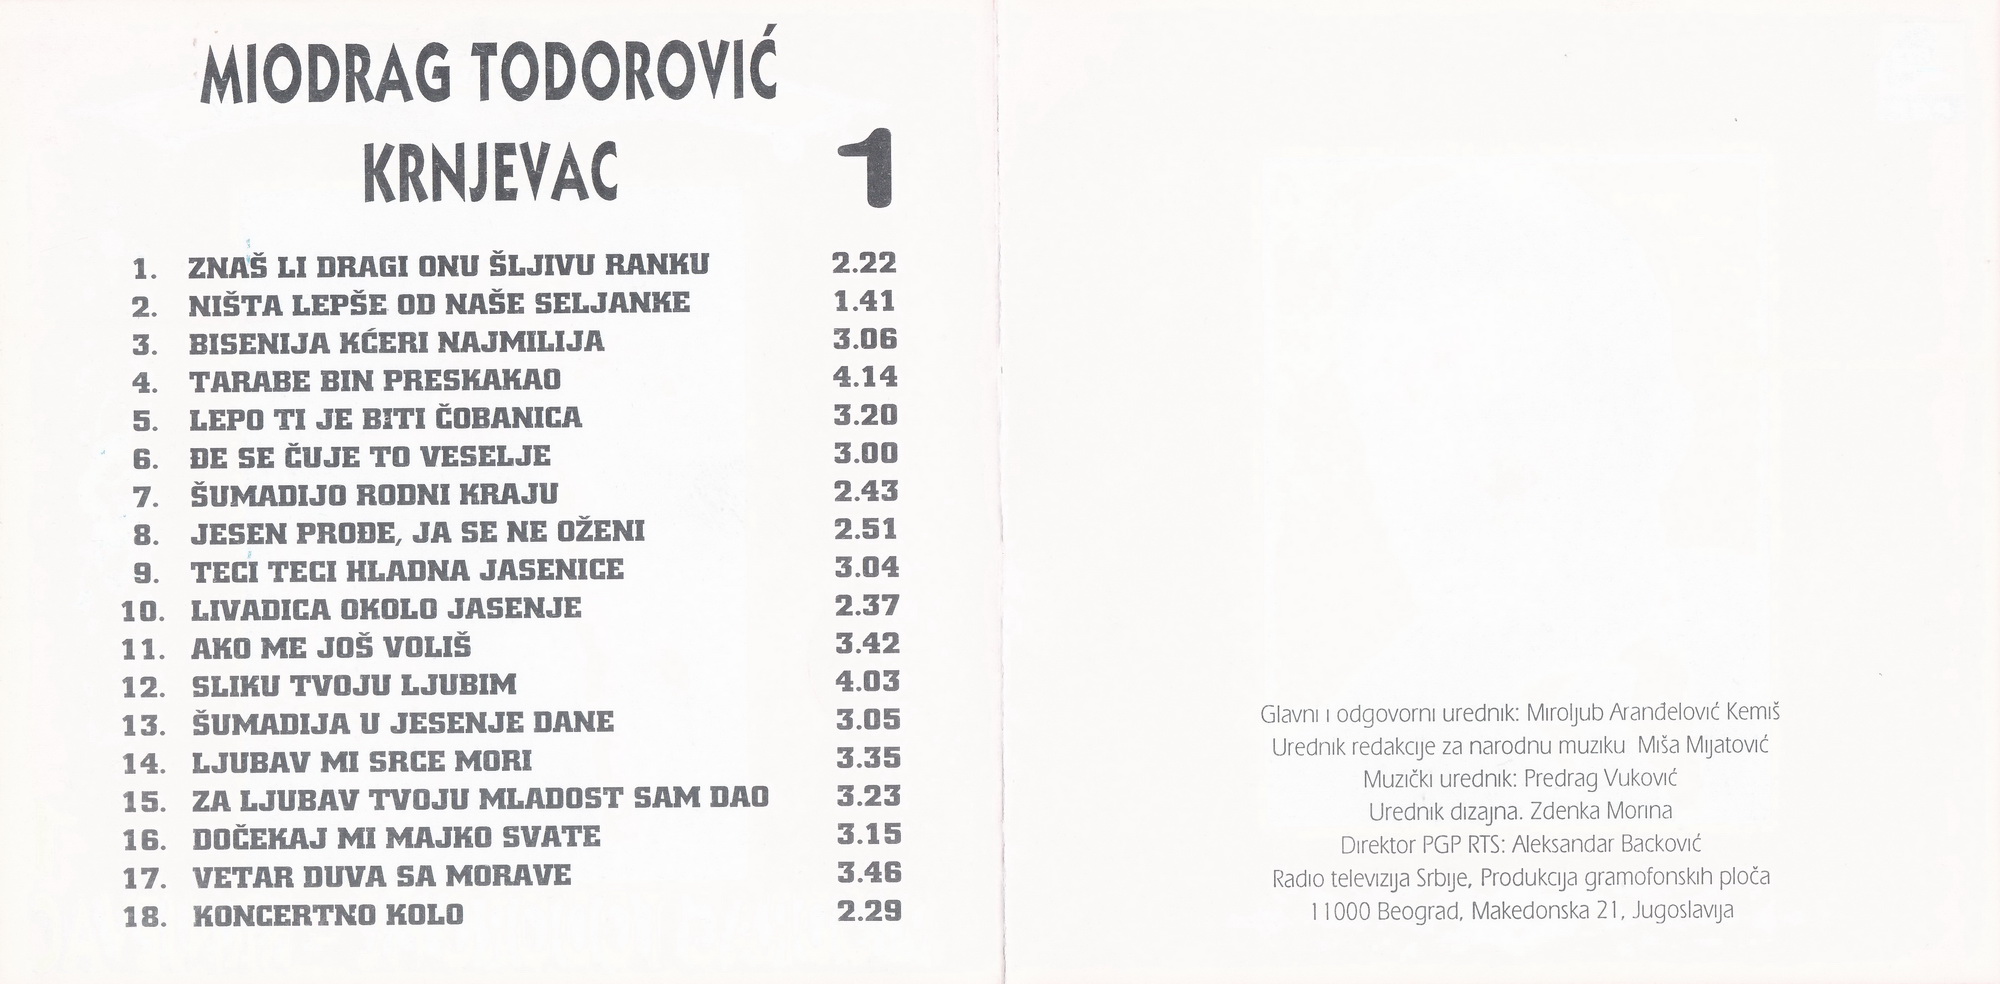 MIODRAG TODOROVIĆ
KRNJEVAC
1
1. ZNAŠ LI DRAGI ONU ŠLJIVU RANKU 2.22
2. NIŠTA LEPŠE OD NAŠE SELJANKE 1.41
3. BISENIJA KĆERI NAJMILIJA 3.06
4. TARABE BIN PRESKAKAO 4.14
5. LEPO TI JE BITI ČOBANICA 3.20
6. ĐE SE ČUJE TO VESELJE 3.00
7. ŠUMADIJO RODNI KRAJU 2.43
8. JESEN PROĐE, JA SE NE OŽENI 2.51
9. TECI TECI HLADNA JASENICE 3.04
10. LIVADICA OKOLO JASENJE 2.37
11. AKO ME JOŠ VOLIŠ 3.42
12. SLIKU TVOJU LJUBIM 4.03
13. ŠUMADIJA U JESENJE DANE 3.05
14. LJUBAV MI SRCE MORI 3.35
15. ZA LJUBAV TVOJU MLADOST SAM DAO 3.23
16. DOČEKAJ MI MAJKO SVATE 3.15
17. VETAR DUVA SA MORAVE 3.46
18. KONCERTNO KOLO 2.29
Glavni i odgovorni urednik: Miroljub Aranđelović Kemiš
Urednik redakcije za narodnu muziku Miša Mijatović
Muzički urednik: Predrag Vuković
Urednik dizajna. Zdenka Morina
Direktor PGP RTS: Aleksandar Backović
Radio televizija Srbije, Produkcija gramofonskih ploča
11000 Beograd, Makedonska 21, Jugoslavija